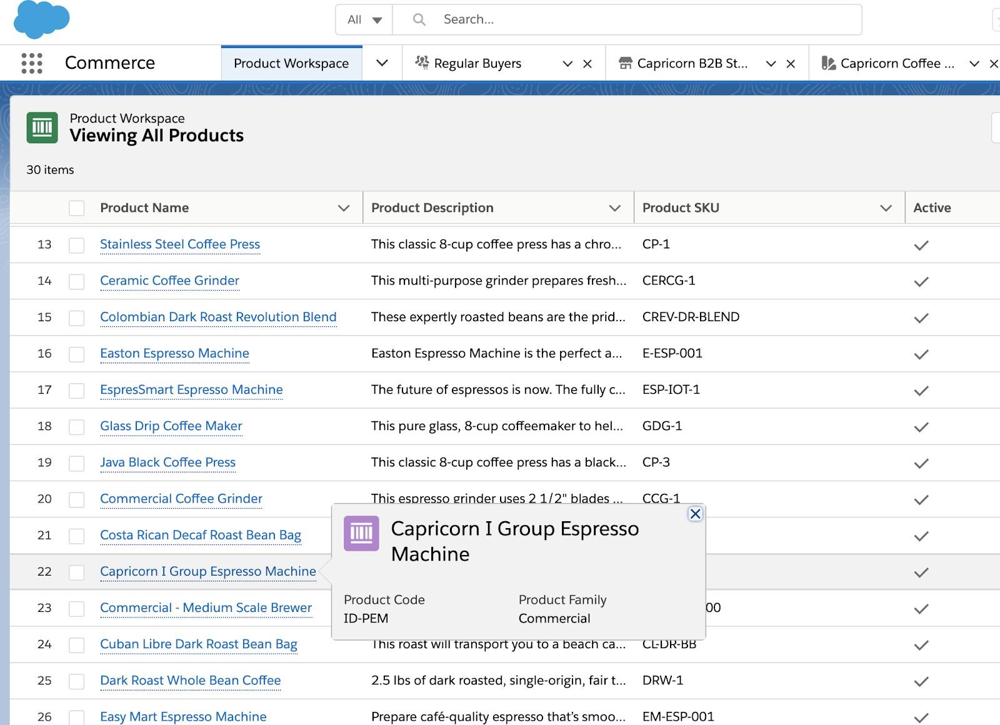 All Search...
Commerce Product Workspace Regular Buyers Capricorn B2B St... Capricorn Coffee ...
Product Workspace
Viewing All Products
30 items
Product Name Product Description Product SKU Active
13 Stainless Steel Coffee Press This classic 8-cup coffee press has a chro... CP-1
14 Ceramic Coffee Grinder This multi-purpose grinder prepares fresh... CERCG-1
15 Colombian Dark Roast Revolution Blend These expertly roasted beans are the prid... CREV-DR-BLEND
16 Easton Espresso Machine Easton Espresso Machine is the perfect a... E-ESP-001
17 EspresSmart Espresso Machine The future of espressos is now. The fully c... ESP-IOT-1
18 Glass Drip Coffee Maker This pure glass, 8-cup coffeemaker to hel... GDG-1
19 Java Black Coffee Press This classic 8-cup coffee press has a black... CP-3
20 Commercial Coffee Grinder This espresso grinder uses 2 1/2" blades ... CCG-1
21 Costa Rican Decaf Roast Bean Bag
22 Capricorn I Group Espresso Machine
23 Commercial - Medium Scale Brewer 00
24 Cuban Libre Dark Roast Bean Bag This roast will transport you to a beach ca... CL-DR-BB
25 Dark Roast Whole Bean Coffee 2.5 lbs of dark roasted, single-origin, fair t... DRW-1
26 Easy Mart Espresso Machine Prepare café-quality espresso that’s smoo... EM-ESP-001
Capricorn I Group Espresso
Machine
Product Code Product Family
ID-PEM Commercial